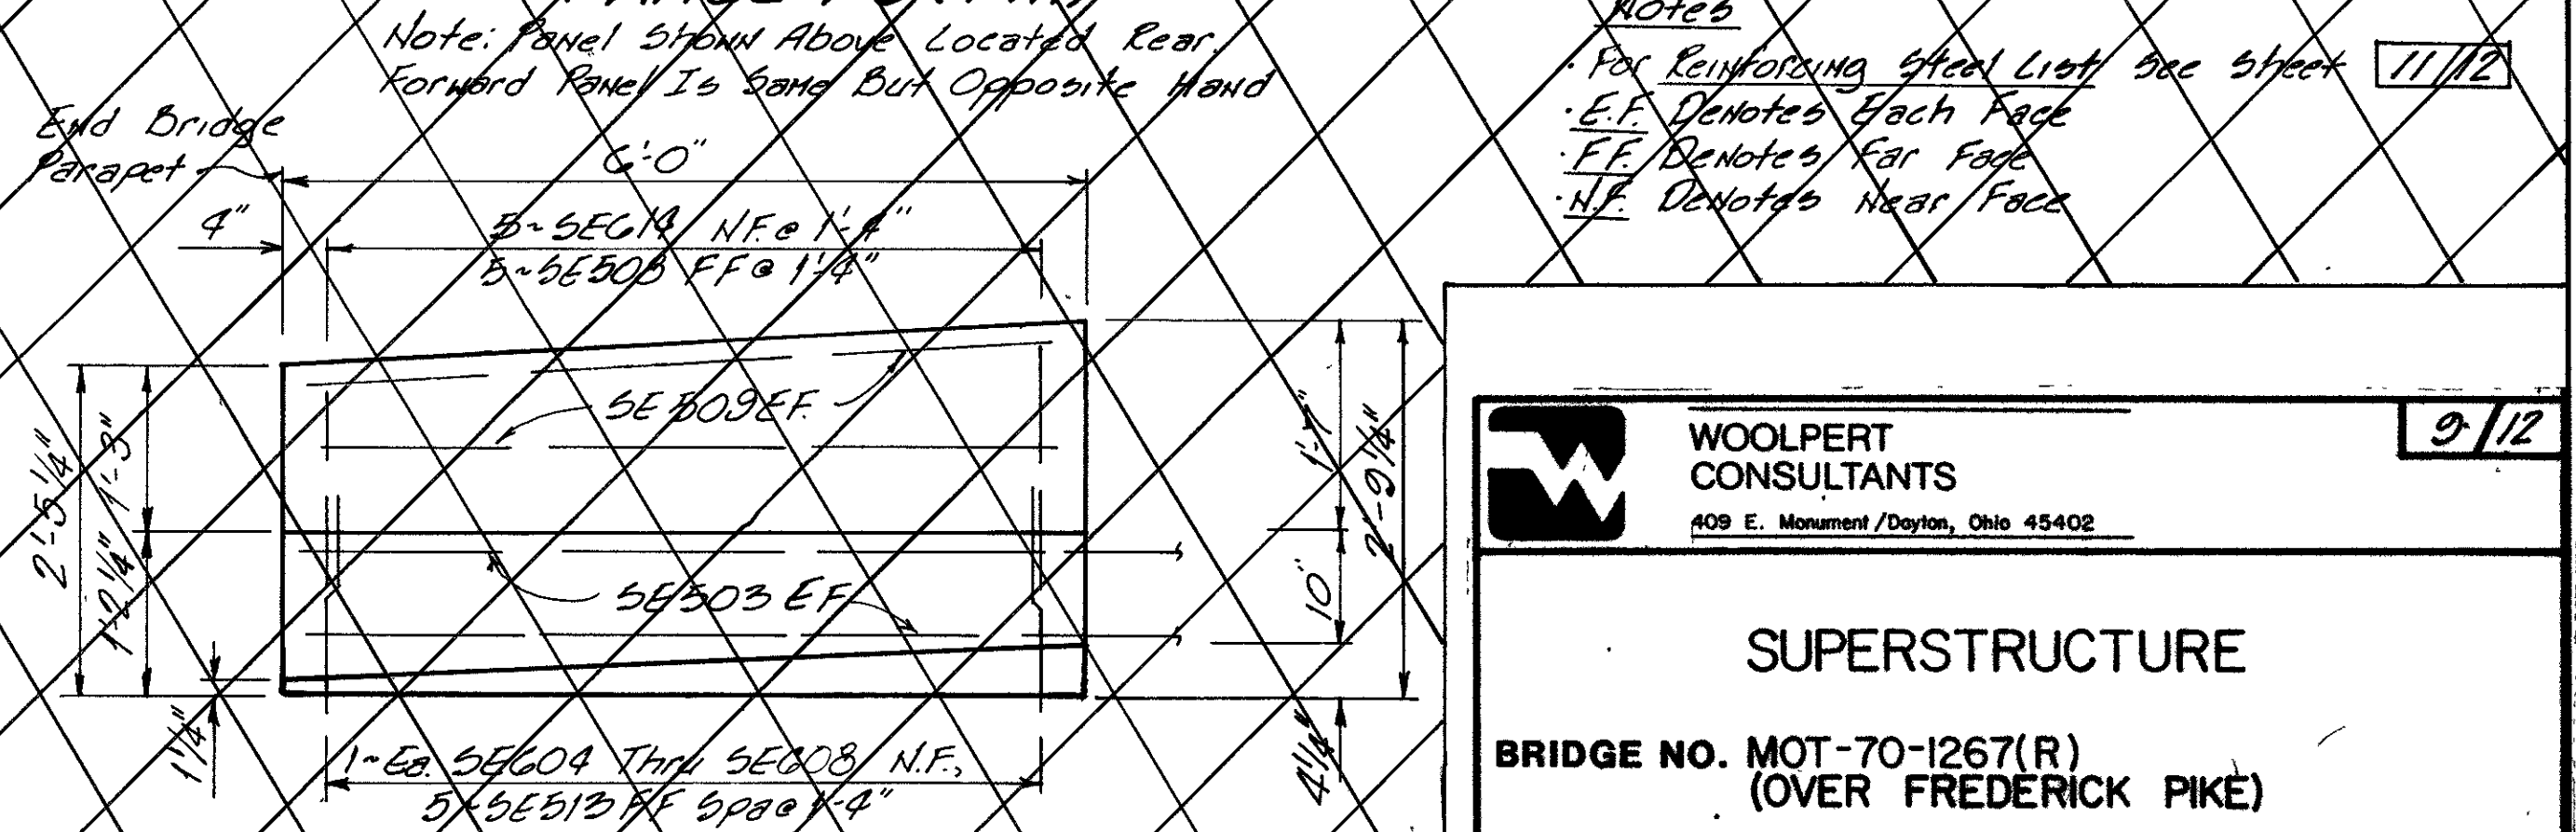 Note: Panel Shown Above Located Rear.
Forward Panel Is Same But Opposite Hand
End Bridge
Parapet
6'-0"
4"
5~SE614 N.F. @ 1'-4"
5~SE508 FF @ 1'-4"
SE509 EF.
2'-5 1/4"
1'-3"
1'-2 1/4"
1 1/4"
SE503 EF
1'-7"
10"
2'-9 1/4"
4 1/4"
1~Ea. SE604 Thru SE608 N.F.,
5~SE513 FF Spa @ 1'-4"
Notes
· For Reinforcing Steel List See Sheet 11/12
· E.F. Denotes Each Face
· F.F. Denotes Far Face
· N.F. Denotes Near Face
WOOLPERT
CONSULTANTS
409 E. Monument/Dayton, Ohio 45402
9/12
SUPERSTRUCTURE
BRIDGE NO. MOT-70-1267(R)
(OVER FREDERICK PIKE)